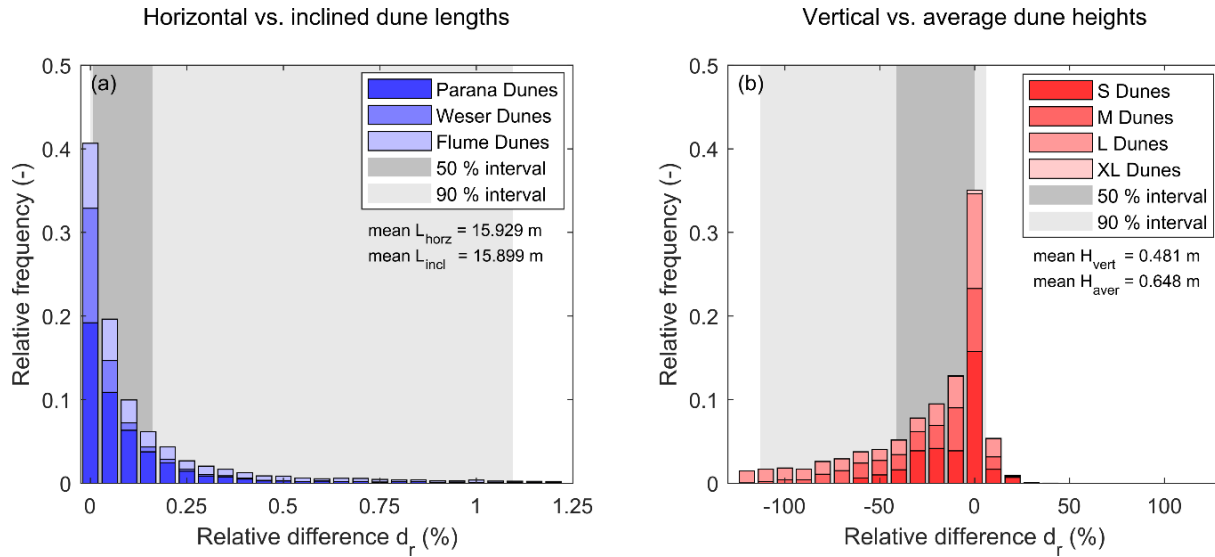 Horizontal vs. inclined dune lengths
(a)
0.5
0.4
0.3
0.2
0.1
0
Relative frequency (-)
Parana Dunes
Weser Dunes
Flume Dunes
50 % interval
90 % interval
mean L_horz = 15.929 m
mean L_incl = 15.899 m
0 0.25 0.5 0.75 1 1.25
Relative difference d_r (%)
Vertical vs. average dune heights
(b)
0.5
0.4
0.3
0.2
0.1
0
Relative frequency (-)
S Dunes
M Dunes
L Dunes
XL Dunes
50 % interval
90 % interval
mean H_vert = 0.481 m
mean H_aver = 0.648 m
-100 -50 0 50 100
Relative difference d_r (%)